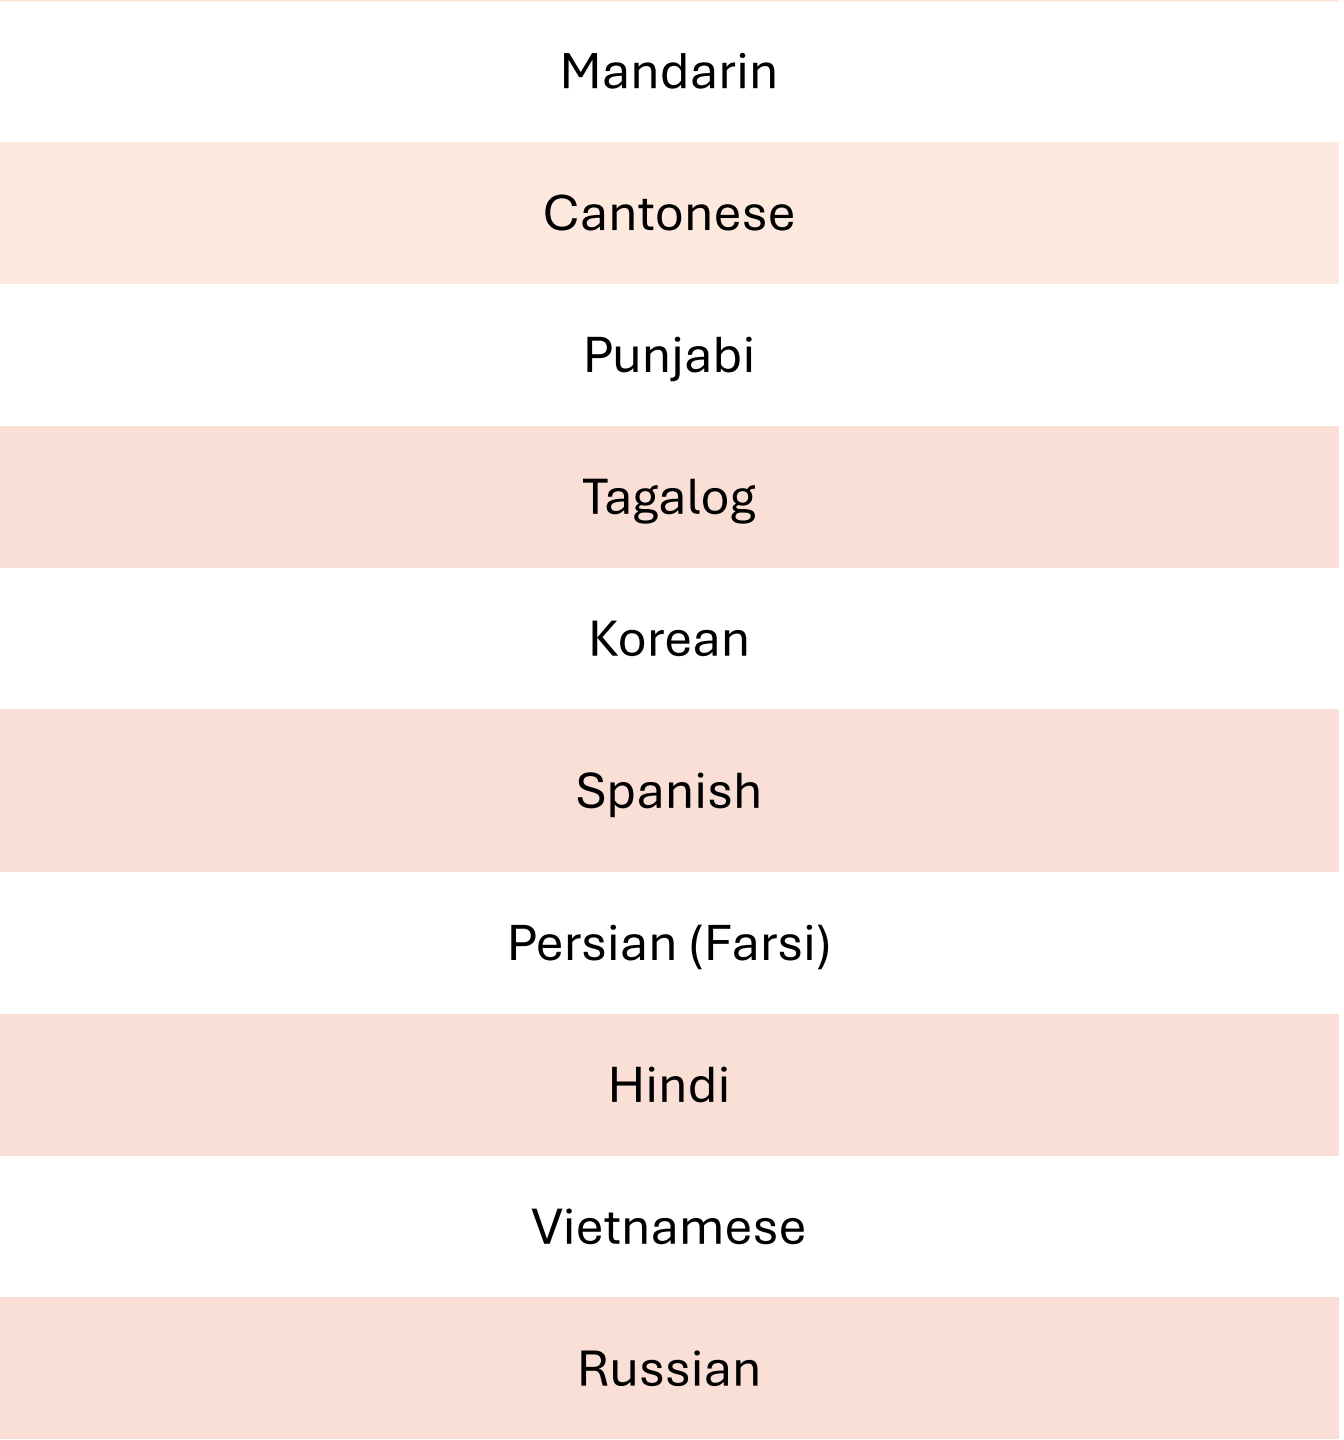 Mandarin
Cantonese
Punjabi
Tagalog
Korean
Spanish
Persian (Farsi)
Hindi
Vietnamese
Russian